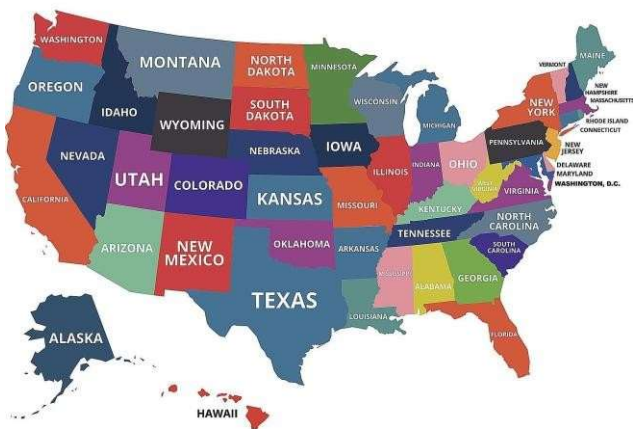 WASHINGTON
OREGON
IDAHO
MONTANA
NORTH
DAKOTA
MINNESOTA
SOUTH
DAKOTA
WYOMING
WISCONSIN
MICHIGAN
VERMONT
MAINE
NEW
HAMPSHIRE
MASSACHUSETTS
NEW
YORK
RHODE ISLAND
CONNECTICUT
PENNSYLVANIA
NEW
JERSEY
DELAWARE
MARYLAND
WASHINGTON, D.C.
NEVADA
UTAH
COLORADO
NEBRASKA
IOWA
ILLINOIS
INDIANA
OHIO
WEST
VIRGINIA
VIRGINIA
CALIFORNIA
KANSAS
MISSOURI
KENTUCKY
NORTH
CAROLINA
ARIZONA
NEW
MEXICO
OKLAHOMA
ARKANSAS
TENNESSEE
SOUTH
CAROLINA
TEXAS
LOUISIANA
MISSISSIPPI
ALABAMIA
GEORGIA
FLORIDA
ALASKA
HAWAII